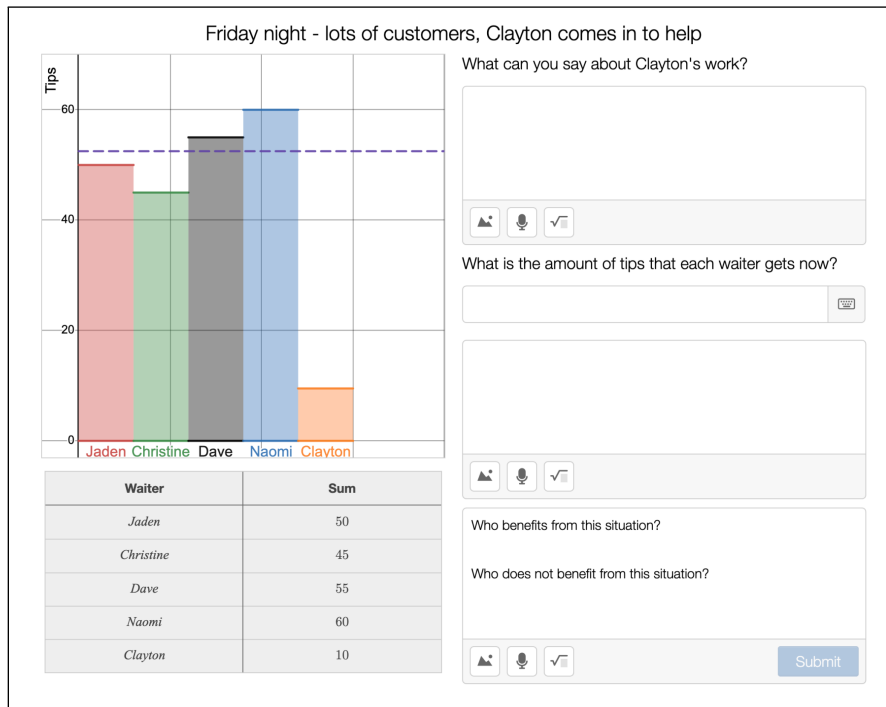 Friday night - lots of customers, Clayton comes in to help
Tips
60
40
20
0
Jaden Christine Dave Naomi Clayton
Waiter Sum
Jaden 50
Christine 45
Dave 55
Naomi 60
Clayton 10
What can you say about Clayton's work?
√
What is the amount of tips that each waiter gets now?
√
Who benefits from this situation?
Who does not benefit from this situation?
√
Submit